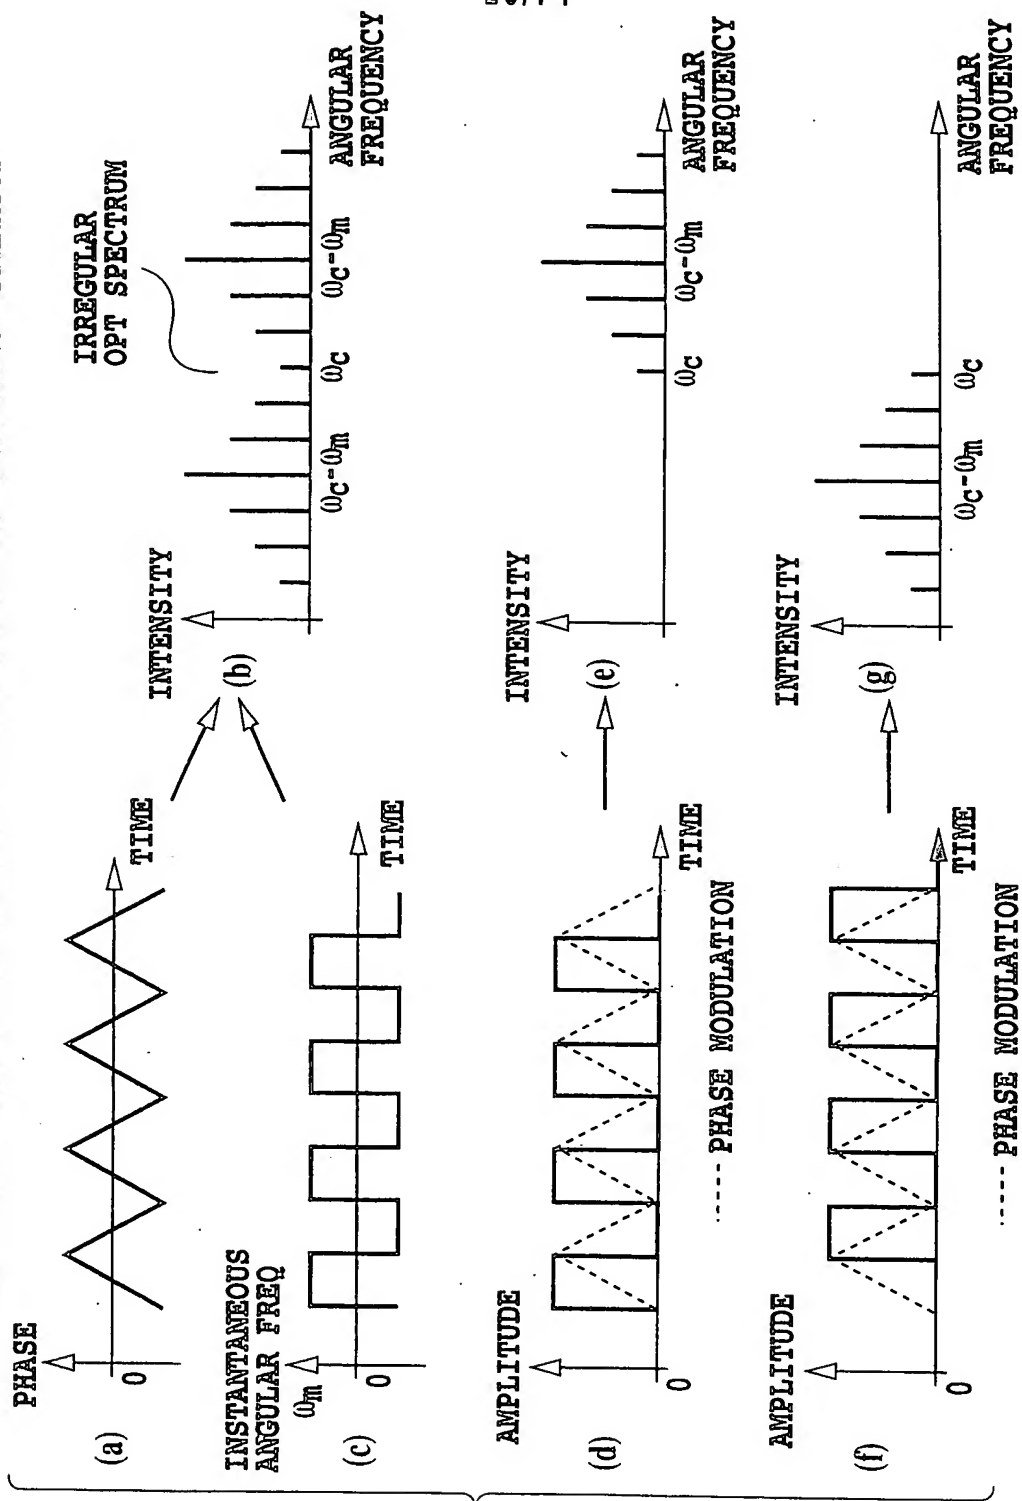 PHASE
(a)
0
TIME
INTENSITY
(b)
IRREGULAR
OPT SPECTRUM
ωc-ωm
ωc
ωc-ωm
ANGULAR
FREQUENCY
INSTANTANEOUS
ANGULAR FREQ
ωm
(c)
0
TIME
AMPLITUDE
(d)
0
TIME
----- PHASE MODULATION
INTENSITY
(e)
ωc
ωc-ωm
ANGULAR
FREQUENCY
AMPLITUDE
(f)
0
TIME
----- PHASE MODULATION
INTENSITY
(g)
ωc-ωm
ωc
ANGULAR
FREQUENCY